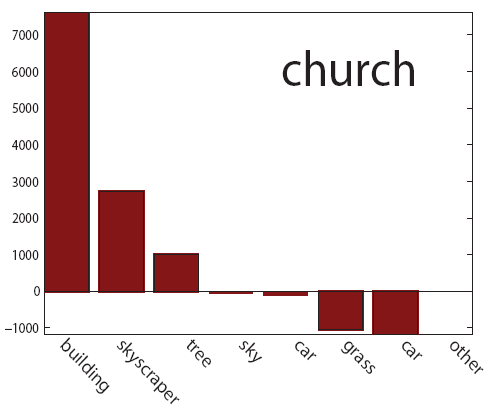 church
7000
6000
5000
4000
3000
2000
1000
0
−1000
building
skyscraper
tree
sky
car
grass
car
other